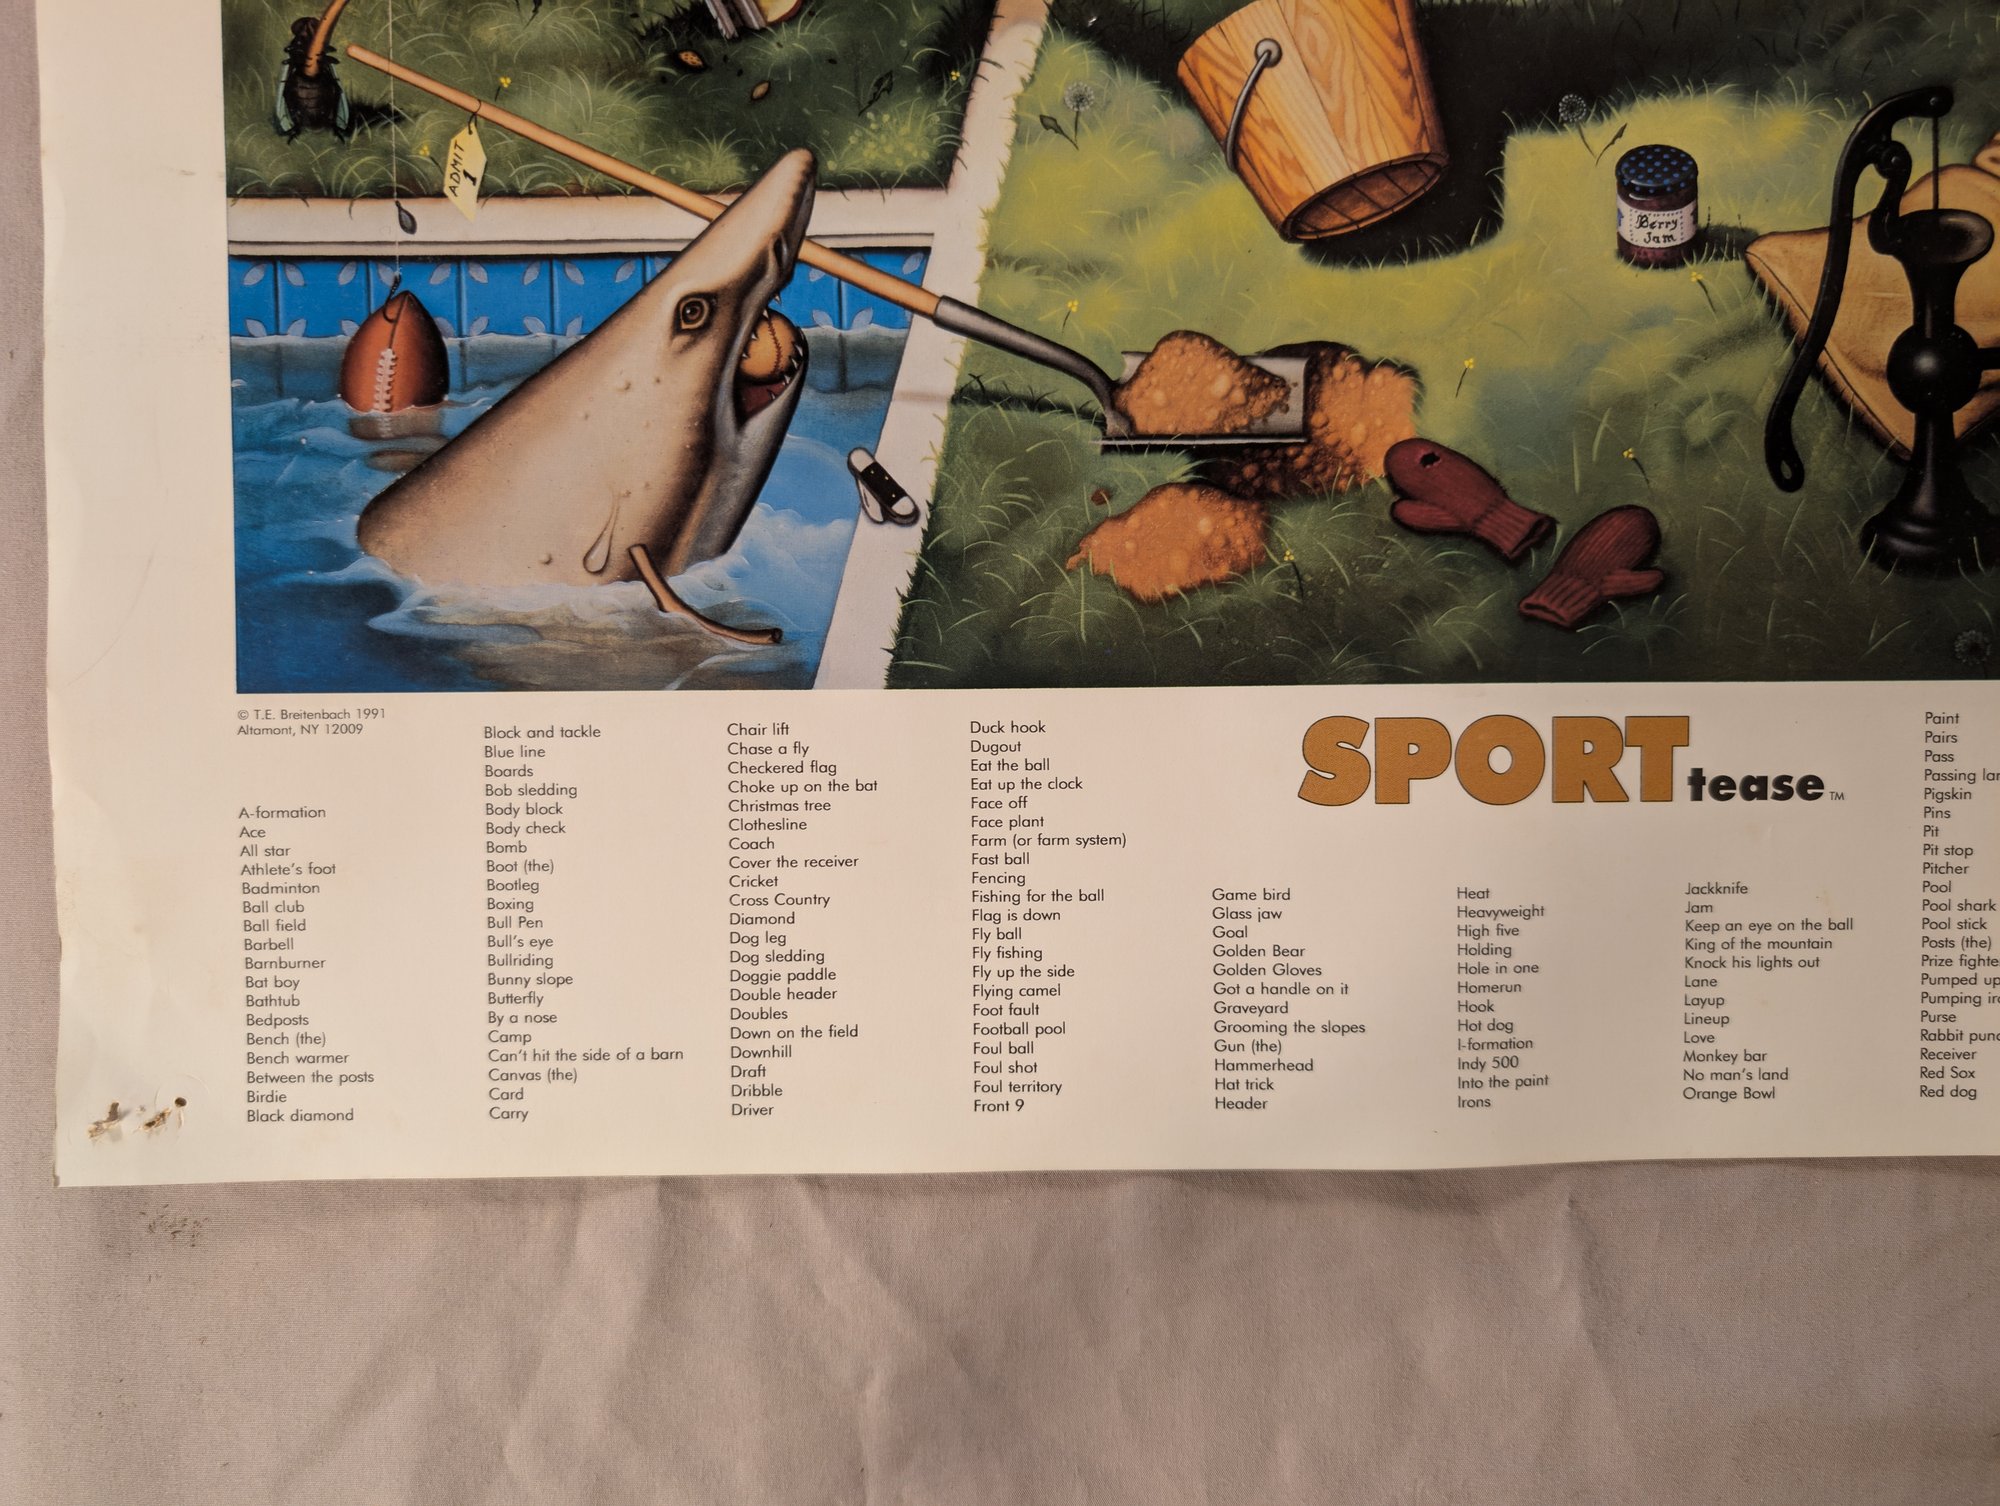 ADMIT
1
Berry
Jam
© T.E. Breitenbach 1991
Altamont, NY 12009
A-formation
Ace
All star
Athlete's foot
Badminton
Ball club
Ball field
Barbell
Barnburner
Bat boy
Bathtub
Bedposts
Bench (the)
Bench warmer
Between the posts
Birdie
Black diamond
Block and tackle
Blue line
Boards
Bob sledding
Body block
Body check
Bomb
Boot (the)
Bootleg
Boxing
Bull Pen
Bull's eye
Bullriding
Bunny slope
Butterfly
By a nose
Camp
Can't hit the side of a barn
Canvas (the)
Card
Carry
Chair lift
Chase a fly
Checkered flag
Choke up on the bat
Christmas tree
Clothesline
Coach
Cover the receiver
Cricket
Cross Country
Diamond
Dog leg
Dog sledding
Doggie paddle
Double header
Doubles
Down on the field
Downhill
Draft
Dribble
Driver
Duck hook
Dugout
Eat the ball
Eat up the clock
Face off
Face plant
Farm (or farm system)
Fast ball
Fencing
Fishing for the ball
Flag is down
Fly ball
Fly fishing
Fly up the side
Flying camel
Foot fault
Football pool
Foul ball
Foul shot
Foul territory
Front 9
SPORT tease TM
Game bird
Glass jaw
Goal
Golden Bear
Golden Gloves
Got a handle on it
Graveyard
Grooming the slopes
Gun (the)
Hammerhead
Hat trick
Header
Heat
Heavyweight
High five
Holding
Hole in one
Homerun
Hook
Hot dog
I-formation
Indy 500
Into the paint
Irons
Jackknife
Jam
Keep an eye on the ball
King of the mountain
Knock his lights out
Lane
Layup
Lineup
Love
Monkey bar
No man's land
Orange Bowl
Paint
Pairs
Pass
Passing lan
Pigskin
Pins
Pit
Pit stop
Pitcher
Pool
Pool shark
Pool stick
Posts (the)
Prize fighte
Pumped up
Pumping iro
Purse
Rabbit punc
Receiver
Red Sox
Red dog